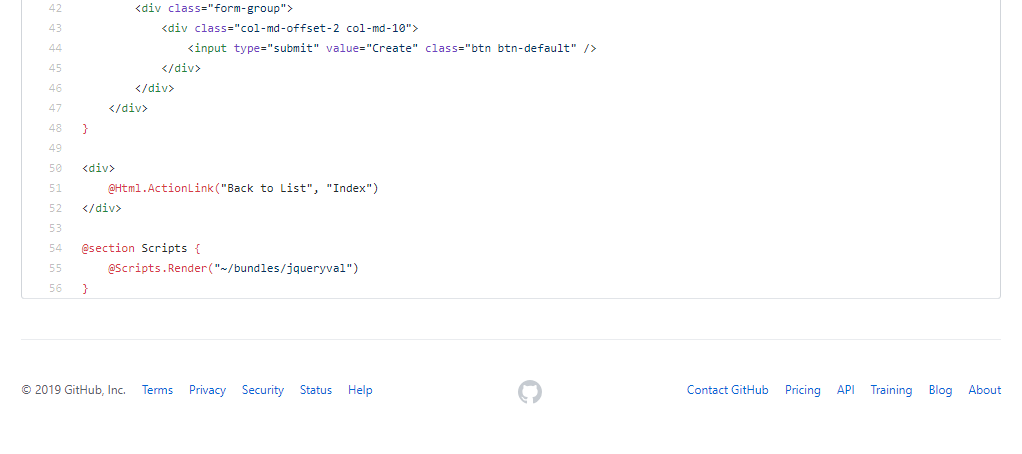 42         <div class="form-group">
43             <div class="col-md-offset-2 col-md-10">
44                 <input type="submit" value="Create" class="btn btn-default" />
45             </div>
46         </div>
47     </div>
48 }
49
50 <div>
51     @Html.ActionLink("Back to List", "Index")
52 </div>
53
54 @section Scripts {
55     @Scripts.Render("~/bundles/jqueryval")
56 }
© 2019 GitHub, Inc. Terms Privacy Security Status Help Contact GitHub Pricing API Training Blog About